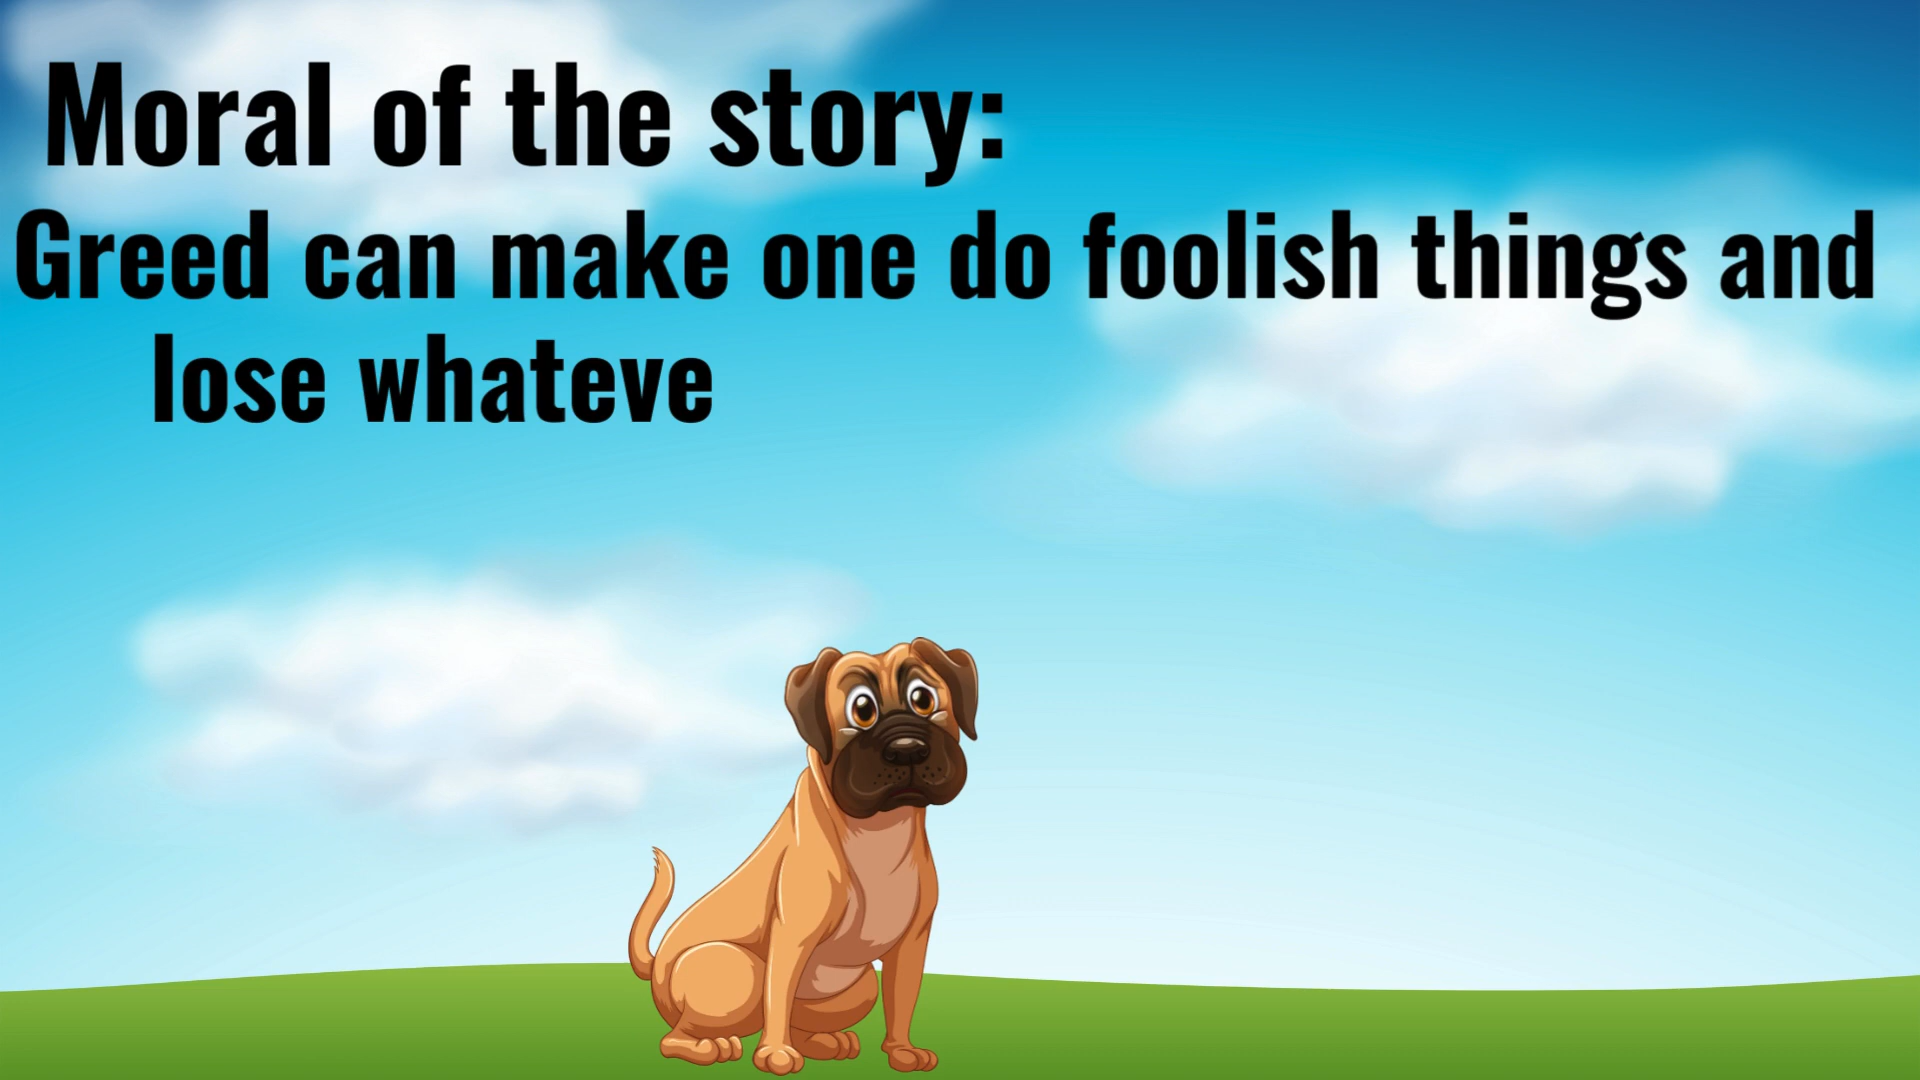 Moral of the story:
Greed can make one do foolish things and
lose whateve